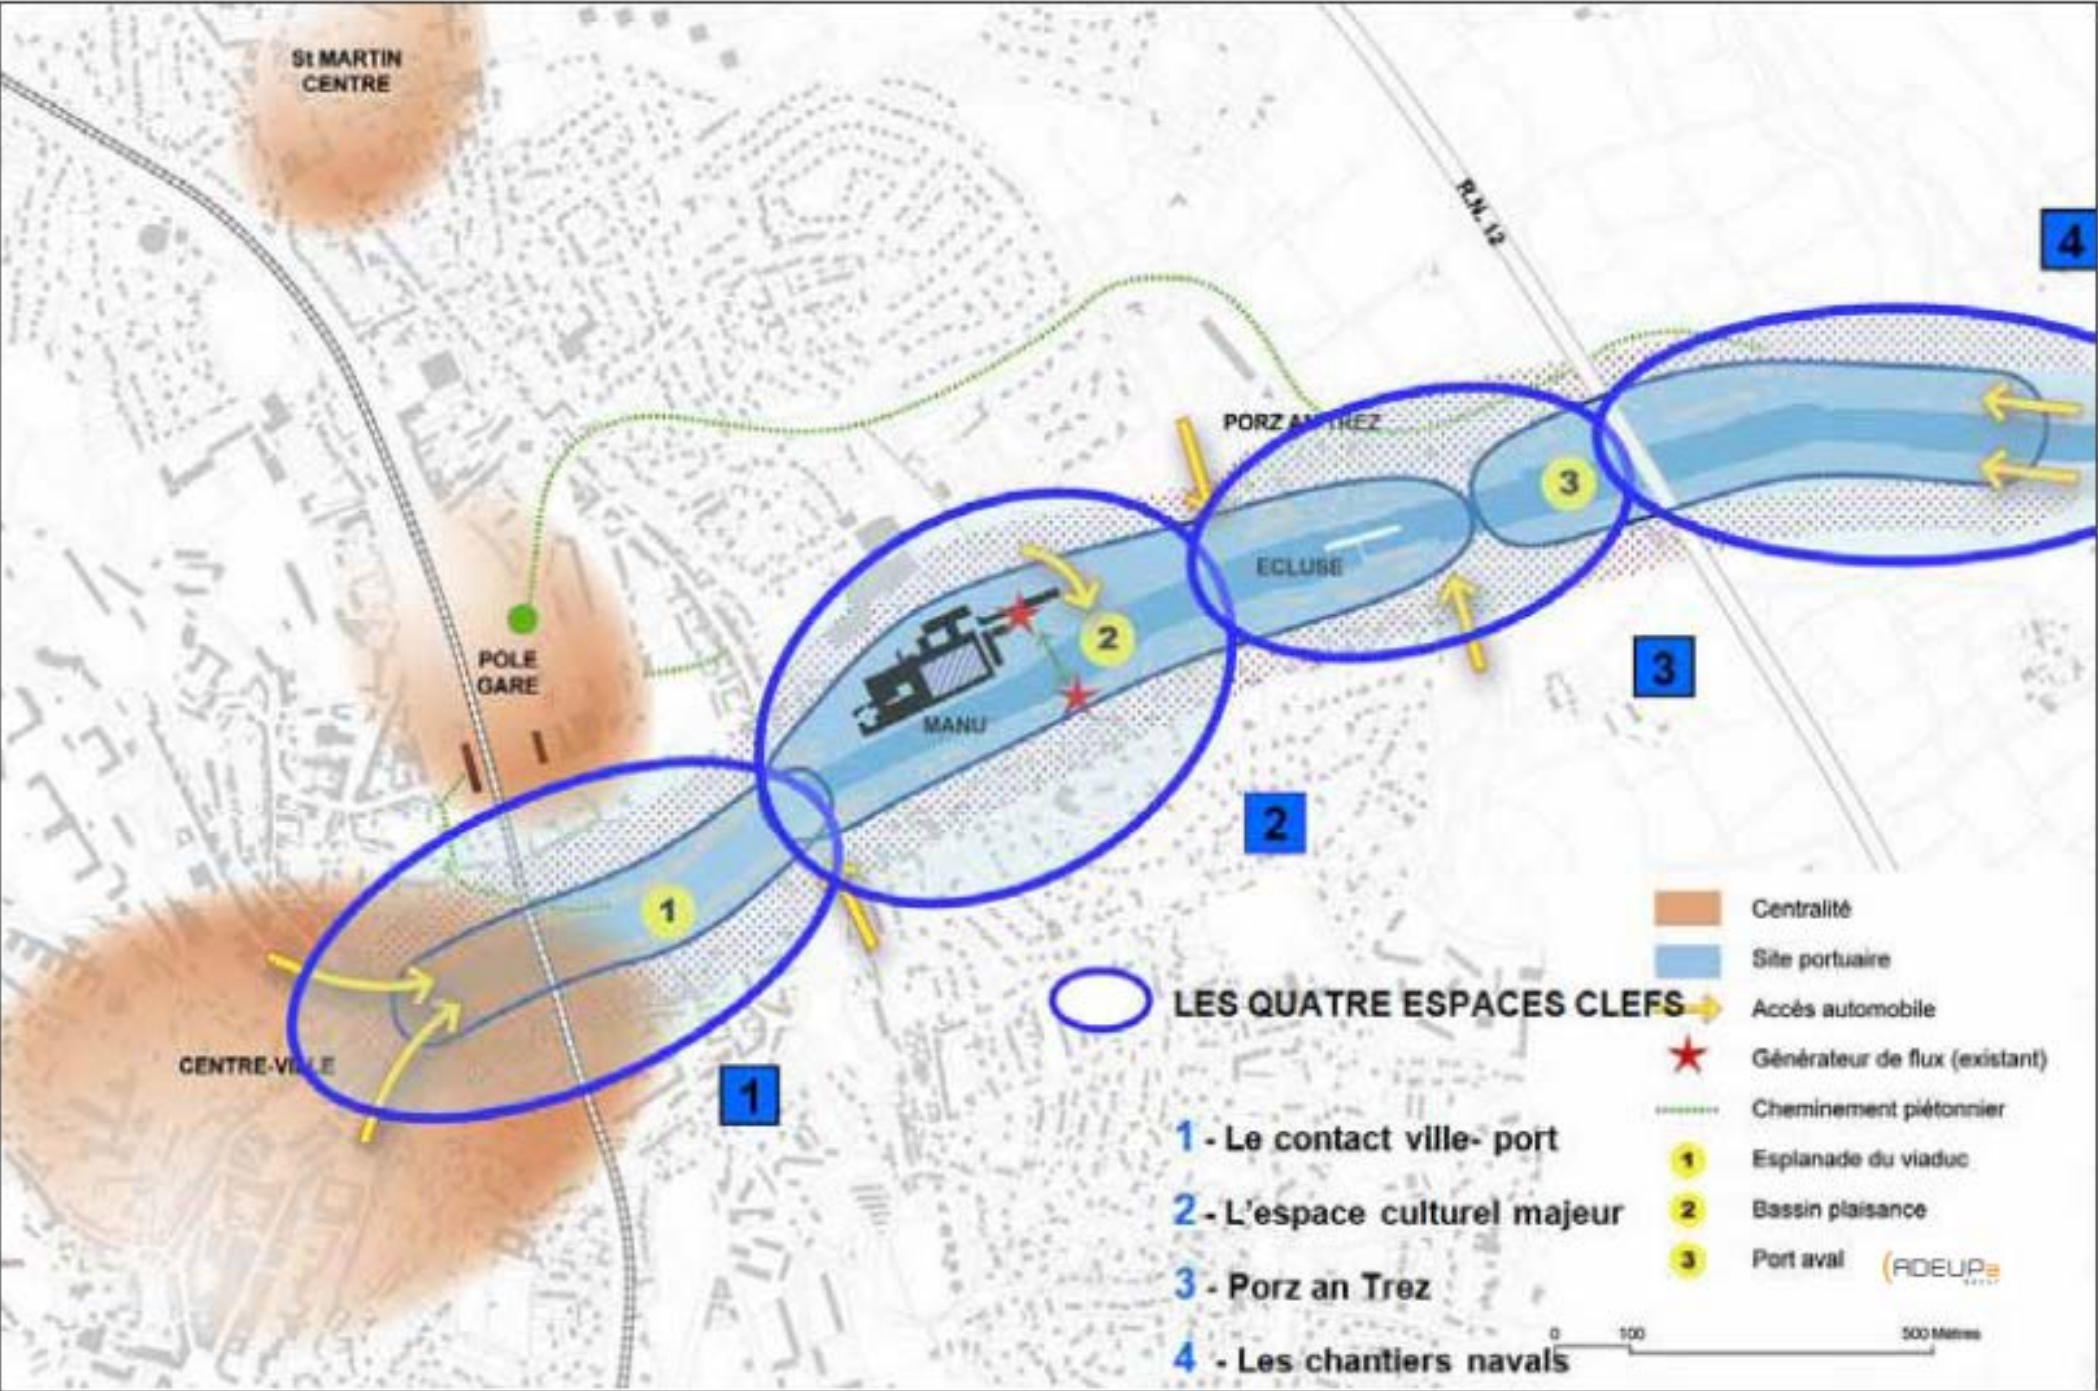 St MARTIN
CENTRE
R.N. 12
4
PORZ AN TREZ
3
ECLUSE
2
POLE
GARE
MANU
3
2
1
CENTRE-VILLE
1
Centralité
Site portuaire
LES QUATRE ESPACES CLEFS
Accès automobile
Générateur de flux (existant)
Cheminement piétonnier
1 - Le contact ville- port
1 Esplanade du viaduc
2 - L'espace culturel majeur
2 Bassin plaisance
3 - Porz an Trez
3 Port aval
ADEUPa
0 100 500 Mètres
4 - Les chantiers navals